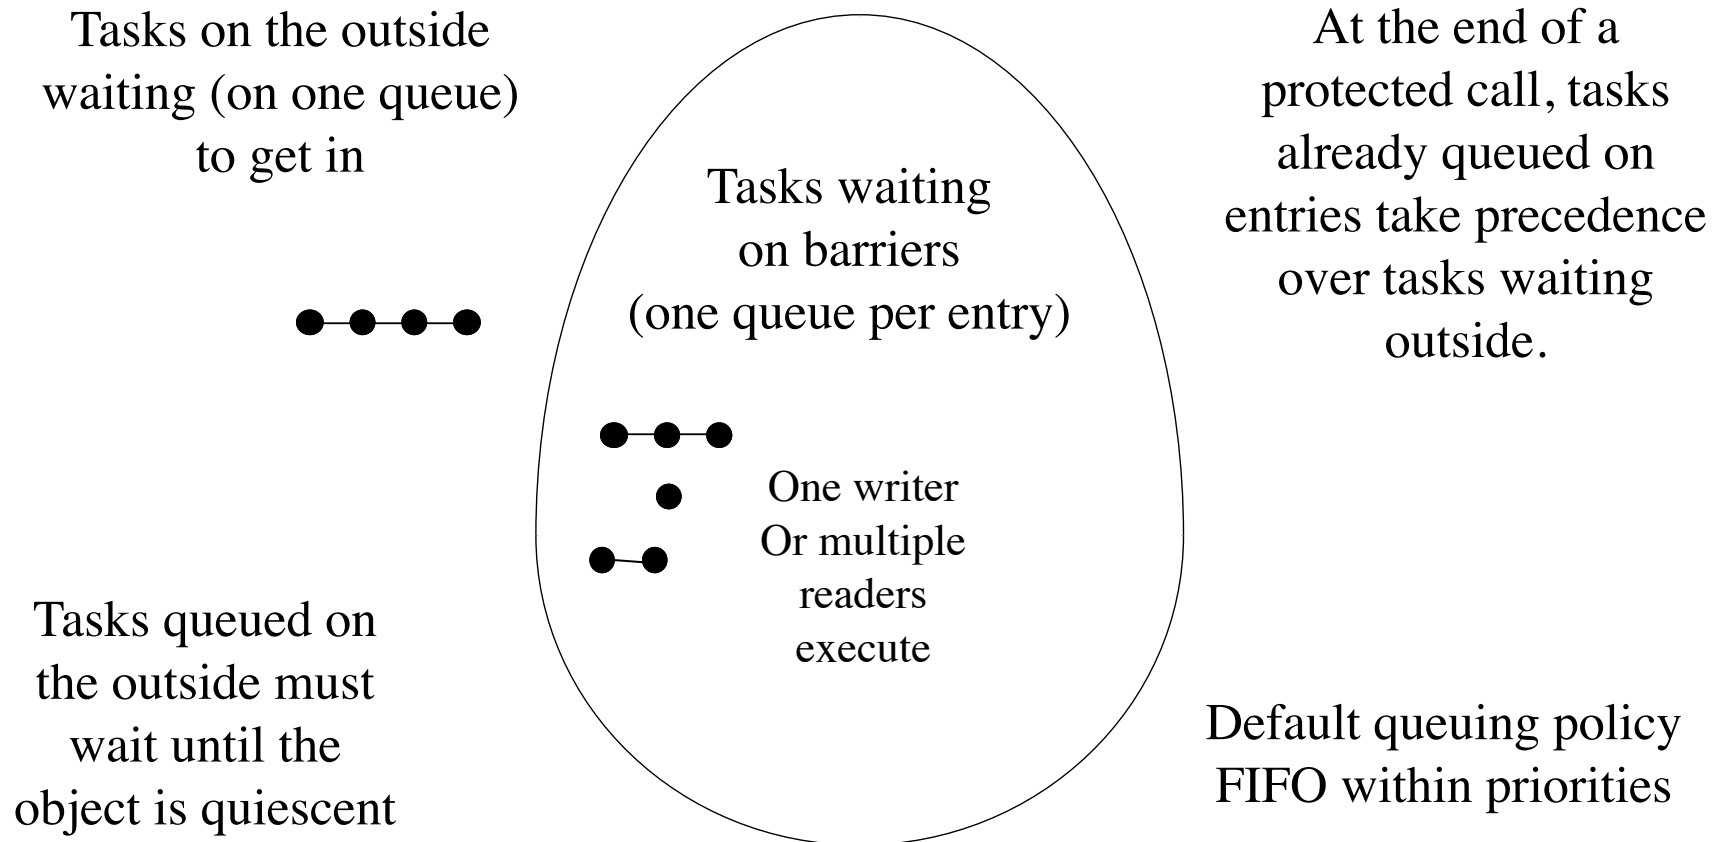 Tasks on the outside
waiting (on one queue)
to get in
Tasks waiting
on barriers
(one queue per entry)
At the end of a
protected call, tasks
already queued on
entries take precedence
over tasks waiting
outside.
One writer
Or multiple
readers
execute
Tasks queued on
the outside must
wait until the
object is quiescent
Default queuing policy
FIFO within priorities